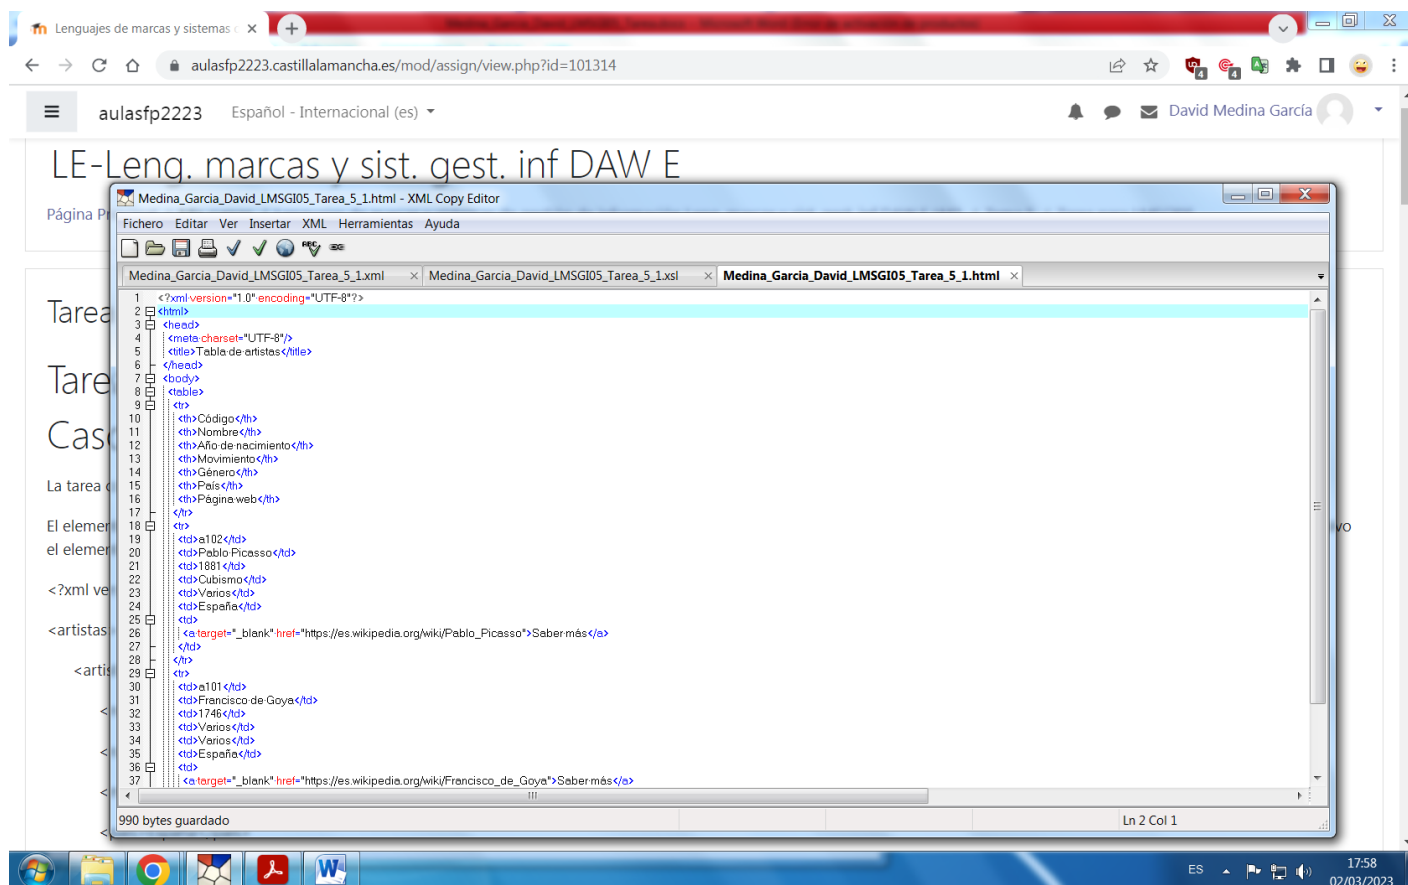 Lenguajes de marcas y sistemas
aulasfp2223.castillalamancha.es/mod/assign/view.php?id=101314
4
4
aulasfp2223
Español - Internacional (es)
David Medina García
LE-Leng. marcas y sist. gest. inf DAW E
Página
Medina_Garcia_David_LMSGI05_Tarea_5_1.html - XML Copy Editor
Fichero Editar Ver Insertar XML Herramientas Ayuda
ABC
Medina_Garcia_David_LMSGI05_Tarea_5_1.xml
Medina_Garcia_David_LMSGI05_Tarea_5_1.xsl
Medina_Garcia_David_LMSGI05_Tarea_5_1.html
1 <?xml·version="1.0"·encoding="UTF-8"?>
2 <html>
3 <head>
4 <meta·charset="UTF-8"/>
5 <title>Tabla·de·artistas</title>
6 </head>
7 <body>
8 <table>
9 <tr>
10 <th>Código</th>
11 <th>Nombre</th>
12 <th>Año·de·nacimiento</th>
13 <th>Movimiento</th>
14 <th>Género</th>
15 <th>País</th>
16 <th>Página·web</th>
17 </tr>
18 <tr>
19 <td>a102</td>
20 <td>Pablo·Picasso</td>
21 <td>1881</td>
22 <td>Cubismo</td>
23 <td>Varios</td>
24 <td>España</td>
25 <td>
26 <a·target="_blank"·href="https://es.wikipedia.org/wiki/Pablo_Picasso">Saber·más</a>
27 </td>
28 </tr>
29 <tr>
30 <td>a101</td>
31 <td>Francisco·de·Goya</td>
32 <td>1746</td>
33 <td>Varios</td>
34 <td>Varios</td>
35 <td>España</td>
36 <td>
37 <a·target="_blank"·href="https://es.wikipedia.org/wiki/Francisco_de_Goya">Saber·más</a>
990 bytes guardado
Ln 2 Col 1
Tarea
Tare
Caso
La tarea
El elemen
vo
el elemen
<?xml ve
<artistas
<artis
ES
17:58
02/03/2023